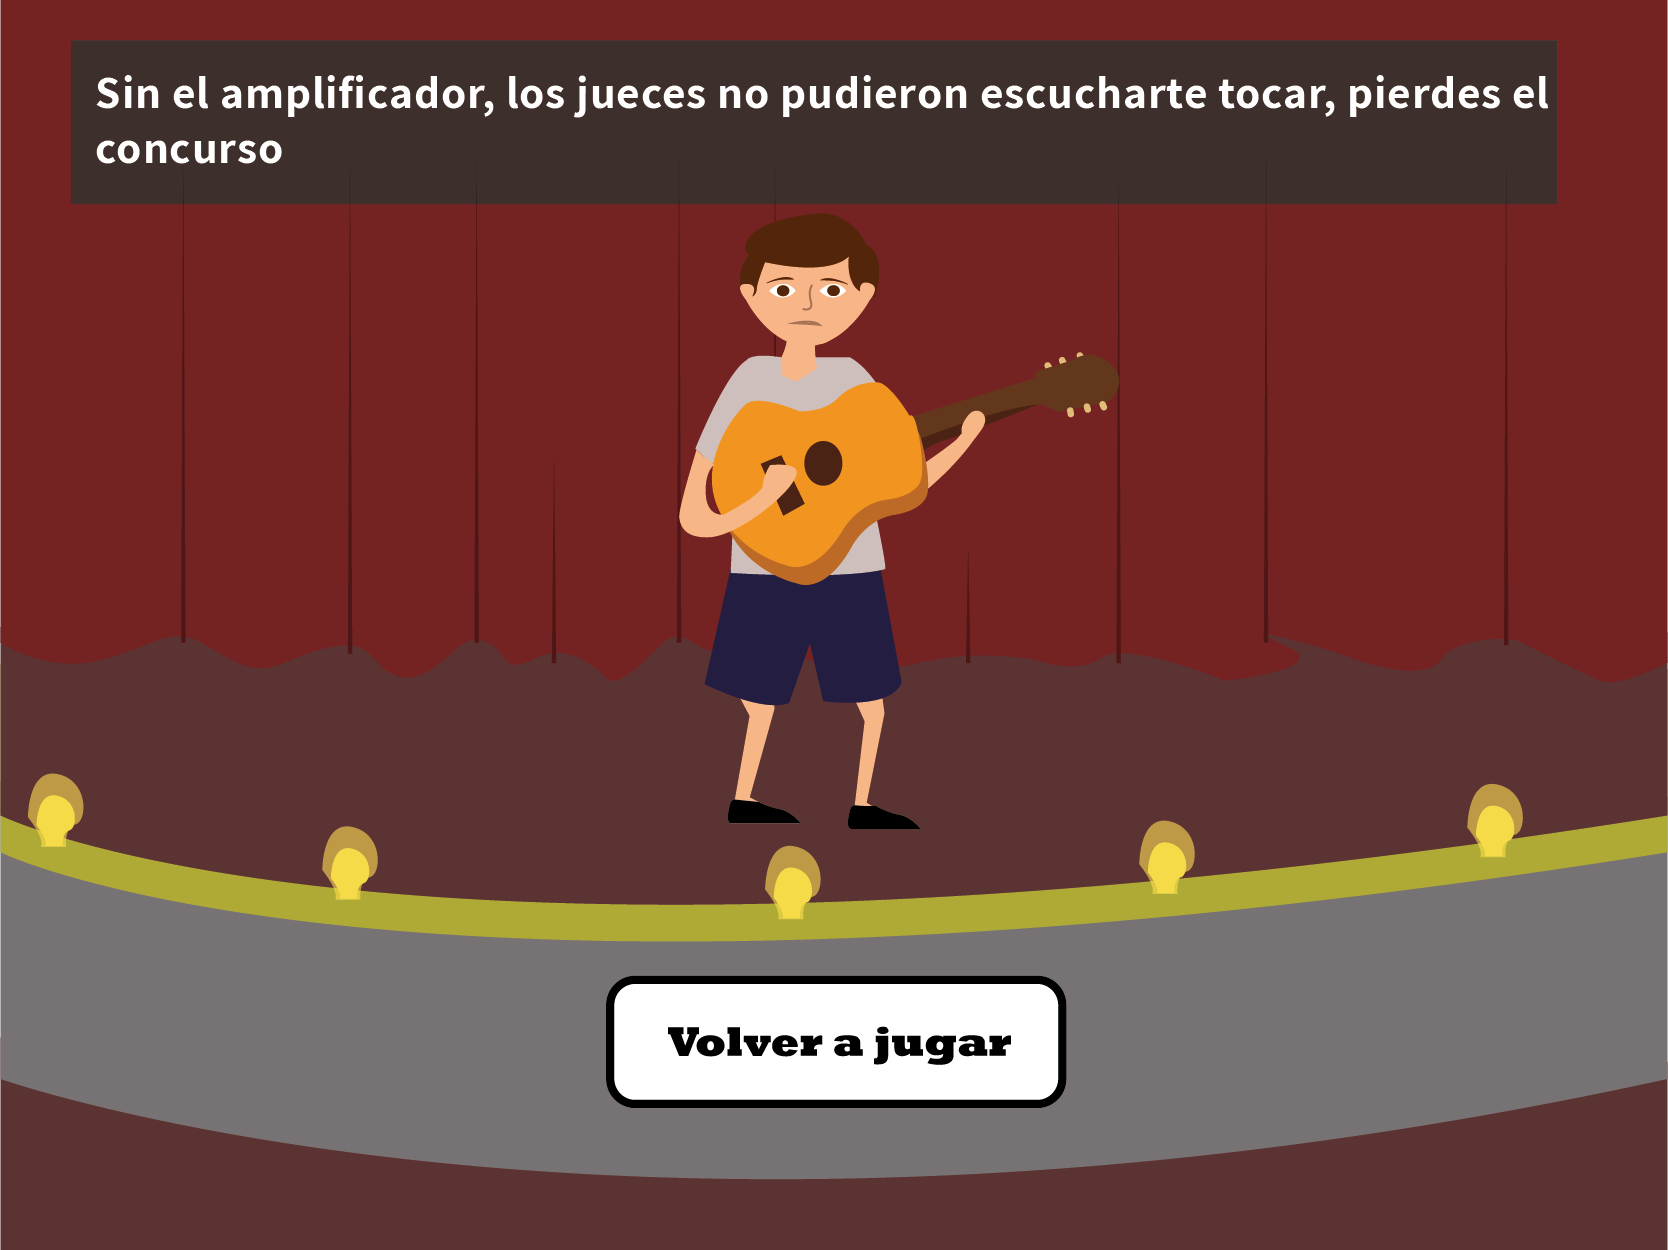 Sin el amplificador, los jueces no pudieron escucharte tocar, pierdes el
concurso
Volver a jugar